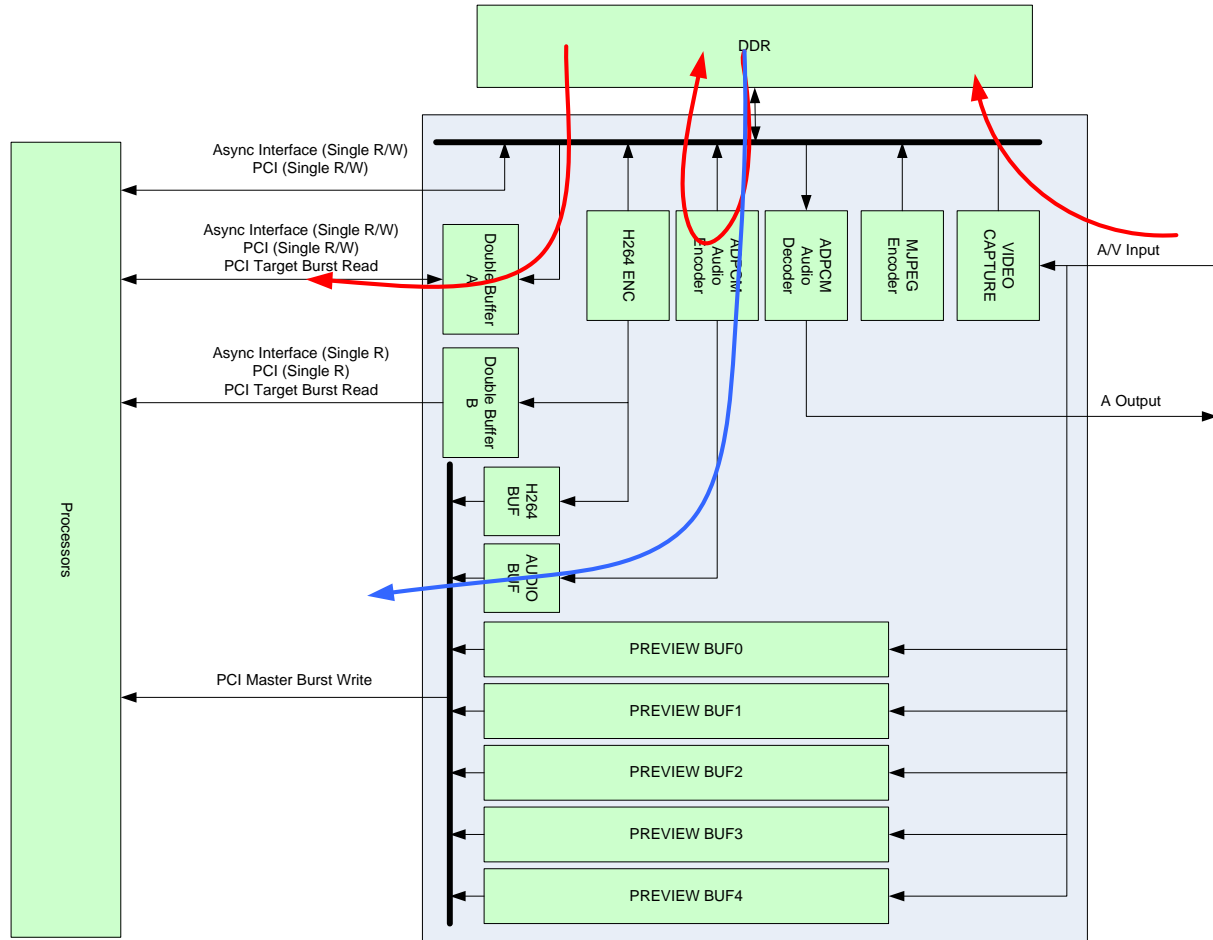 DDR
Async Interface (Single R/W)
PCI (Single R/W)
Async Interface (Single R/W)
PCI (Single R/W)
PCI Target Burst Read
Async Interface (Single R)
PCI (Single R)
PCI Target Burst Read
Processors
PCI Master Burst Write
Double Buffer
A
Double Buffer
B
H264 ENC
ADPCM
Audio
Encoder
ADPCM
Audio
Decoder
MJPEG
Encoder
VIDEO
CAPTURE
A/V Input
A Output
H264
BUF
AUDIO
BUF
PREVIEW BUF0
PREVIEW BUF1
PREVIEW BUF2
PREVIEW BUF3
PREVIEW BUF4